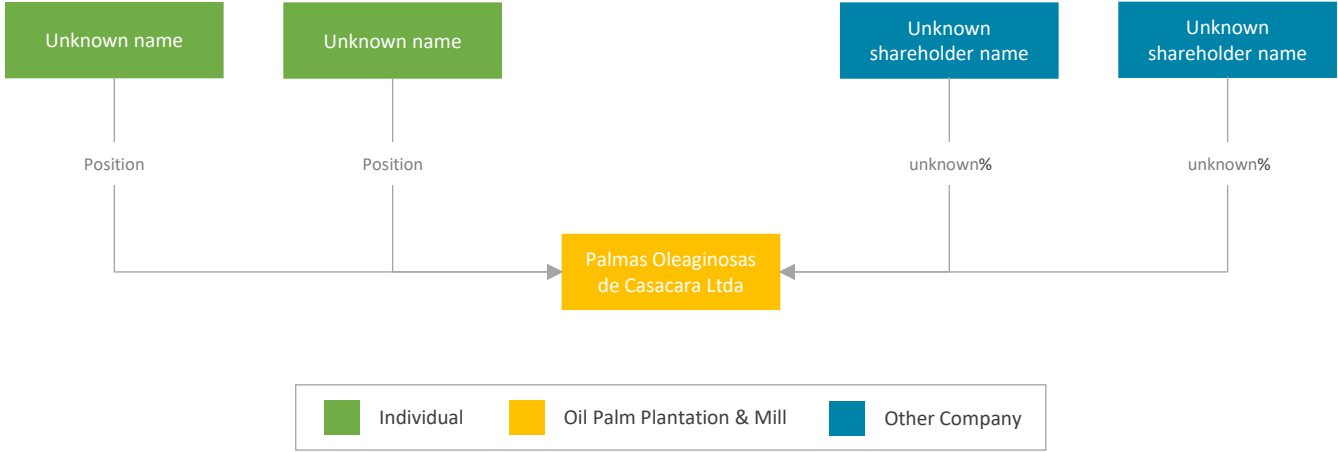 Unknown name
Unknown name
Unknown
shareholder name
Unknown
shareholder name
Position
Position
unknown%
unknown%
Palmas Oleaginosas
de Casacara Ltda
Individual
Oil Palm Plantation & Mill
Other Company